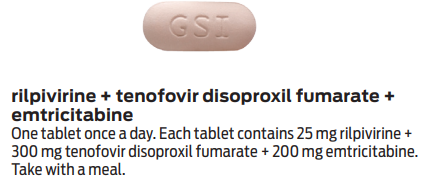 GSI
rilpivirine + tenofovir disoproxil fumarate +
emtricitabine
One tablet once a day. Each tablet contains 25 mg rilpivirine +
300 mg tenofovir disoproxil fumarate + 200 mg emtricitabine.
Take with a meal.